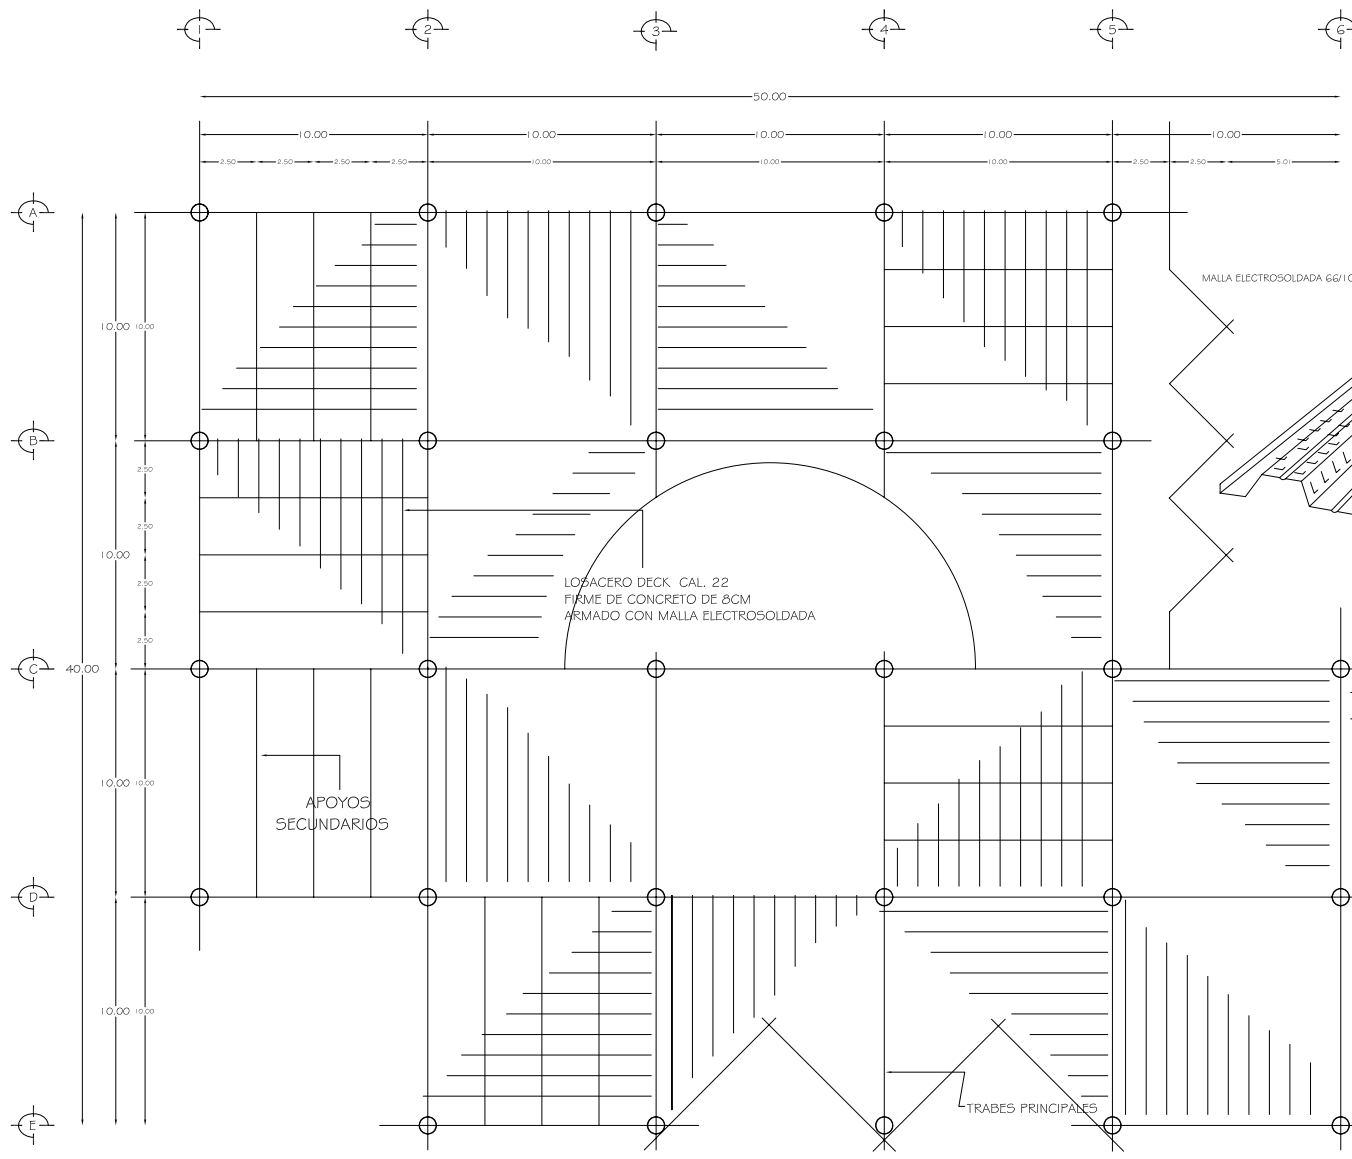 1 2 3 4 5 6
50.00
10.00 10.00 10.00 10.00 10.00
2.50 2.50 2.50 2.50 10.00 10.00 10.00 2.50 2.50 5.01
A
MALLA ELECTROSOLDADA 66/10
10.00 10.00
B
2.50
2.50
10.00
2.50
2.50
LOSACERO DECK CAL. 22
FIRME DE CONCRETO DE 8CM
ARMADO CON MALLA ELECTROSOLDADA
C 40.00
10.00 10.00
APOYOS
SECUNDARIOS
D
10.00 10.00
TRABES PRINCIPALES
E